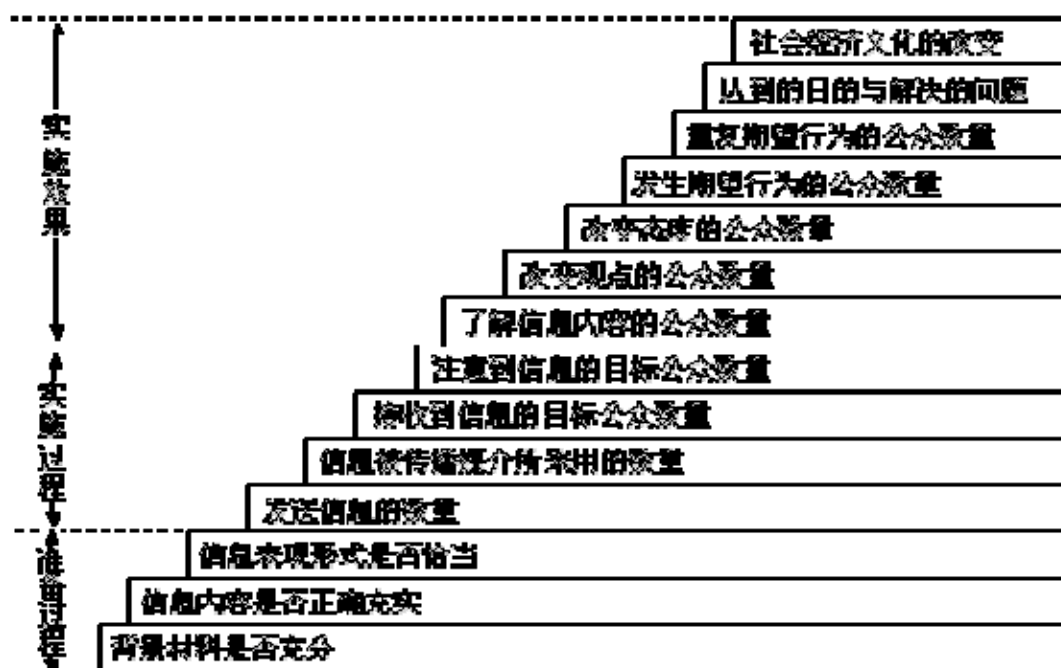 社会经济文化的改变
达到的目的与解决的问题
重复期望行为的公众数量
发生期望行为的公众数量
改变态度的公众数量
改变观点的公众数量
了解信息内容的公众数量
注意到信息的目标公众数量
接收到信息的目标公众数量
信息被传播媒介所采用的数量
发送信息的数量
信息表现形式是否恰当
信息内容是否正确充实
背景材料是否充分
实施效果
实施过程
准备过程